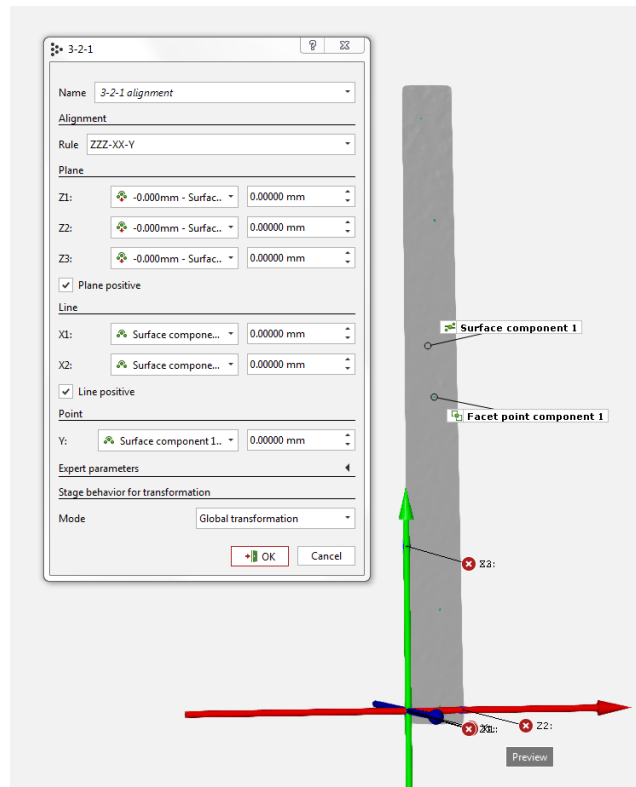 3-2-1
Name 3-2-1 alignment
Alignment
Rule ZZZ-XX-Y
Plane
Z1: -0.000mm - Surfac.. 0.00000 mm
Z2: -0.000mm - Surfac.. 0.00000 mm
Z3: -0.000mm - Surfac.. 0.00000 mm
Plane positive
Line
X1: Surface compone... 0.00000 mm
X2: Surface compone... 0.00000 mm
Line positive
Point
Y: Surface component 1.. 0.00000 mm
Expert parameters
Stage behavior for transformation
Mode Global transformation
OK Cancel
Surface component 1
Facet point component 1
Z2:
Preview